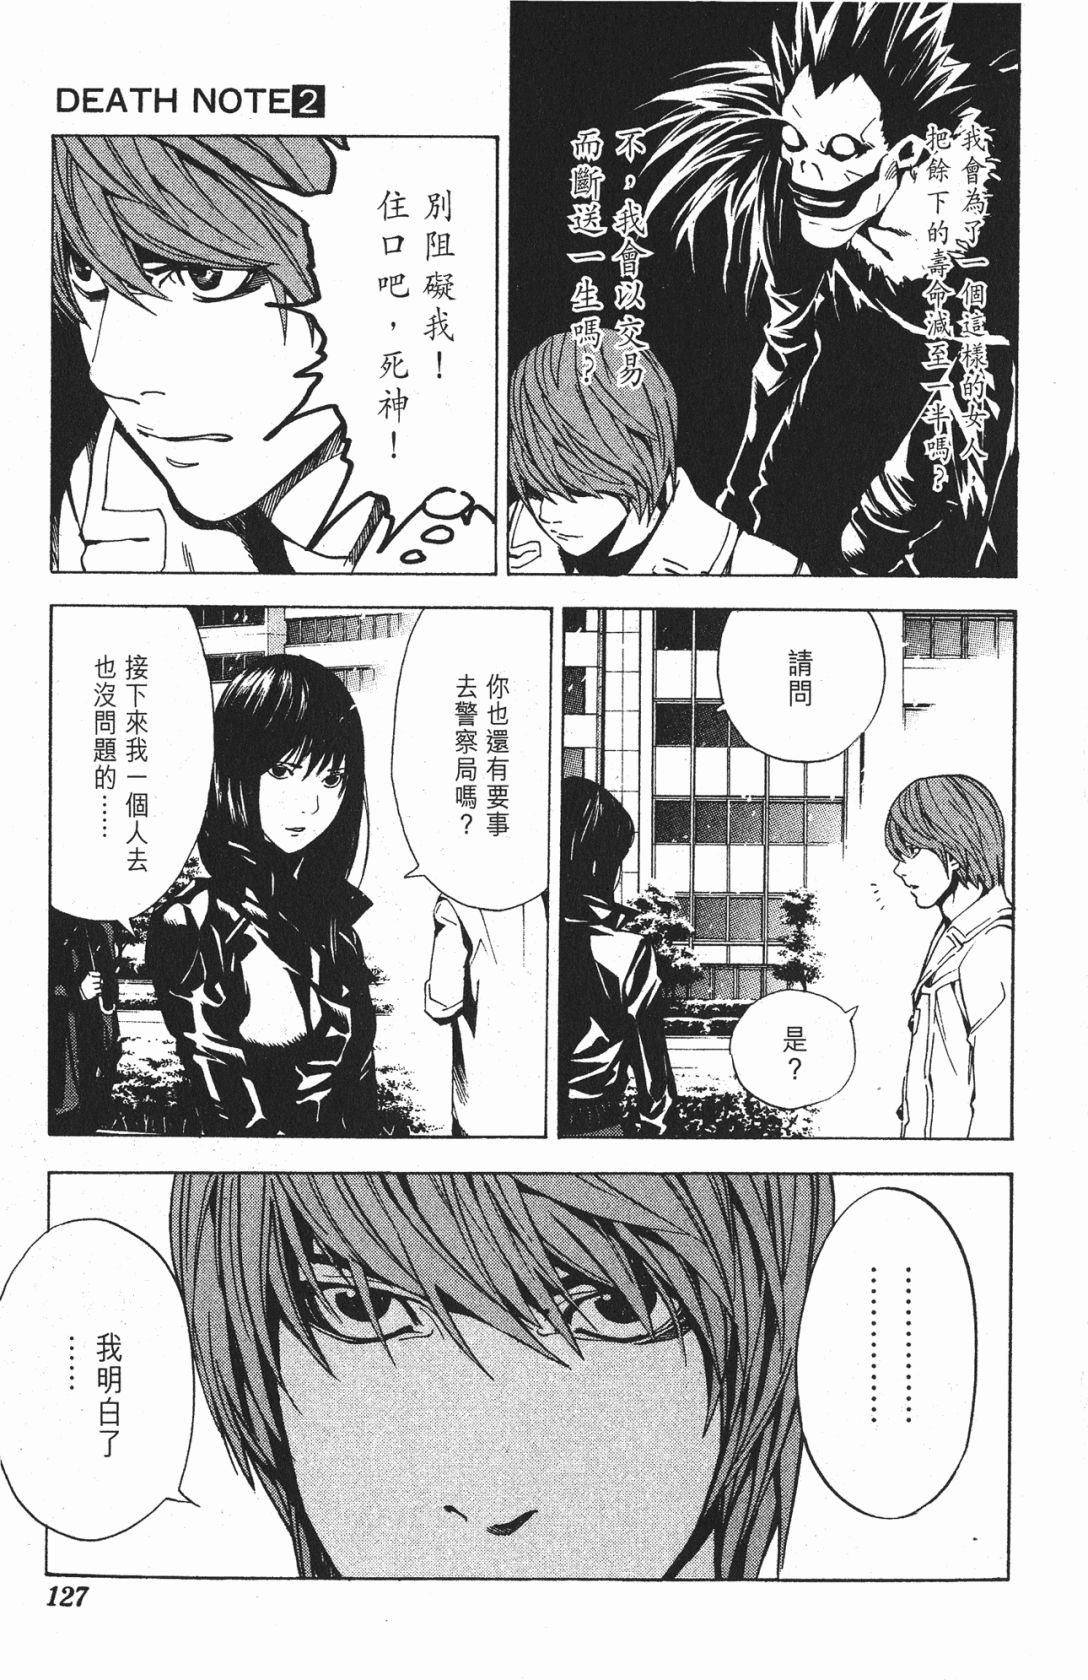 DEATH NOTE 2
我會為了一個這樣的女人，
把餘下的壽命減至一半嗎？
不，我會以交易
而斷送一生嗎？
別阻礙我！
住口吧，死神！
請問
是？
你也還有要事
去警察局嗎？
接下來我一個人去
也沒問題的……
…………
…………
我明白了
……
127